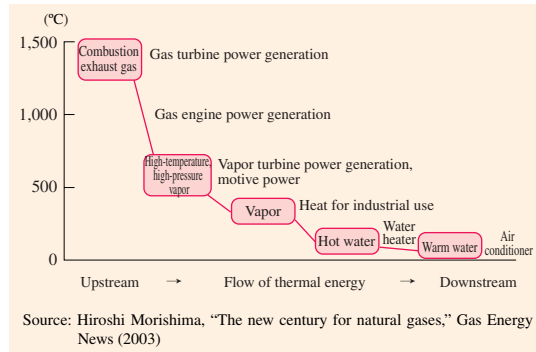 (ºC)
1,500
Combustion
exhaust gas
Gas turbine power generation
1,000
Gas engine power generation
High-temperature,
high-pressure
vapor
Vapor turbine power generation,
motive power
500
Vapor
Heat for industrial use
Hot water
Water
heater
Warm water
Air
conditioner
0
Upstream → Flow of thermal energy → Downstream
Source: Hiroshi Morishima, “The new century for natural gases,” Gas Energy
News (2003)